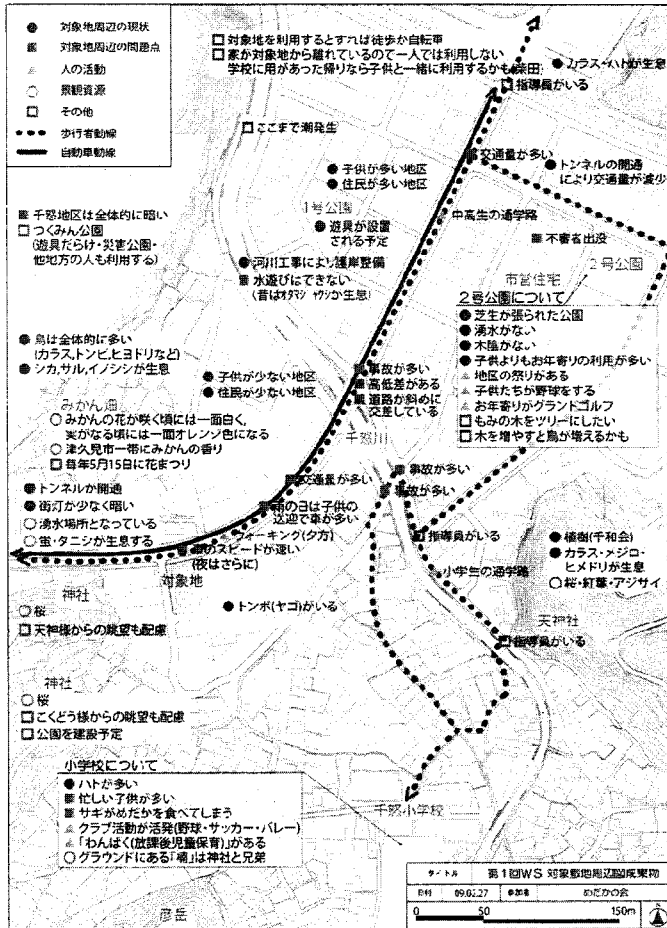 対象地周辺の現状
対象地周辺の問題点
人の活動
景観資源
その他
歩行者動線
自動車動線
対象地を利用するとすれば徒歩か自転車
家が対象地から離れているので一人では利用しない
学校に用があった帰りなら子供と一緒に利用するかも(柴田)
カラス・ハトが生息
指導員がいる
ここまで潮発生
交通量が多い
子供が多い地区
住民が多い地区
トンネルの開通
により交通量が減少
千怒地区は全体的に暗い
つくみん公園
(遊具だらけ・災害公園・
他地方の人も利用する)
1号公園
遊具が設置
される予定
中高生の通学路
不審者出没
2号公園
市営住宅
河川工事により護岸整備
水遊びはできない
(昔はオタマジャクシが生息)
2号公園について
芝生が張られた公園
湧水がない
木陰がない
子供よりもお年寄りの利用が多い
地区の祭りがある
子供たちが野球をする
お年寄りがグランドゴルフ
もみの木をツリーにしたい
木を増やすと鳥が増えるかも
鳥は全体的に多い
(カラス、トンビ、ヒヨドリなど)
シカ、サル、イノシシが生息
子供が少ない地区
住民が少ない地区
事故が多い
高低差がある
道路が斜めに
交差している
みかん畑
みかんの花が咲く頃には一面白く、
実がなる頃には一面オレンジ色になる
津久見市一帯にみかんの香り
毎年5月15日に花まつり
千怒川
トンネルが開通
街灯が少なく暗い
湧水場所となっている
蛍・タニシが生息する
交通量が多い
雨の日は子供の
送迎で車が多い
ウォーキング(夕方)
車のスピードが速い
(夜はさらに)
事故が多い
事故が多い
指導員がいる
植樹(千和会)
カラス・メジロ・
ヒメドリが生息
桜・紅葉・アジサイ
小学生の通学路
対象地
神社
桜
天神様からの眺望も配慮
トンボ(ヤゴ)がいる
天神社
指導員がいる
神社
桜
こくどう様からの眺望も配慮
公園を建設予定
小学校について
ハトが多い
忙しい子供が多い
サギがめだかを食べてしまう
クラブ活動が活発(野球・サッカー・バレー)
「わんぱく(放課後児童保育)」がある
グラウンドにある「楠」は神社と兄弟
千怒小学校
彦岳
タイトル 第1回WS 対象敷地周辺図成果物
日付 09.02.27 参加者 めだかの会
0 50 150m
N